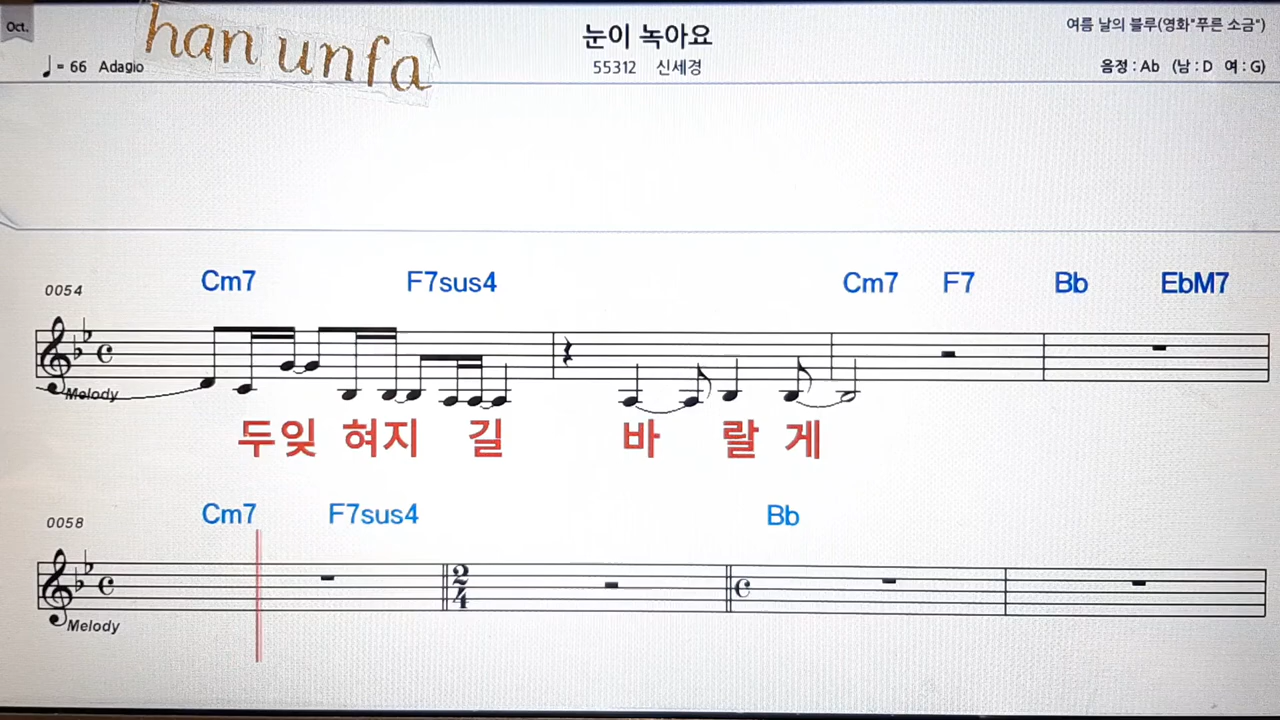 Oct.
han unfa
눈이 녹아요
여름 날의 블루(영화"푸른 소금")
♩= 66 Adagio
55312 신세경
음정 : Ab (남 : D 여 : G)
Cm7 F7sus4 Cm7 F7 Bb EbM7
0054
Melody
두잊 혀지 길 바 랄 게
Cm7 F7sus4 Bb
0058
2
4
Melody